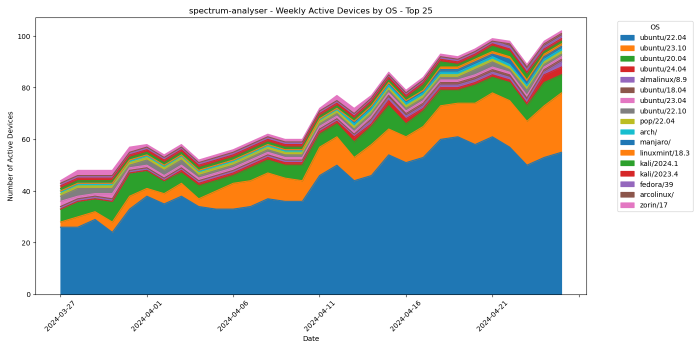 spectrum-analyser - Weekly Active Devices by OS - Top 25
Number of Active Devices
100
80
60
40
20
0
2024-03-27
2024-04-01
2024-04-06
2024-04-11
2024-04-16
2024-04-21
Date
OS
ubuntu/22.04
ubuntu/23.10
ubuntu/20.04
ubuntu/24.04
almalinux/8.9
ubuntu/18.04
ubuntu/23.04
ubuntu/22.10
pop/22.04
arch/
manjaro/
linuxmint/18.3
kali/2024.1
kali/2023.4
fedora/39
arcolinux/
zorin/17